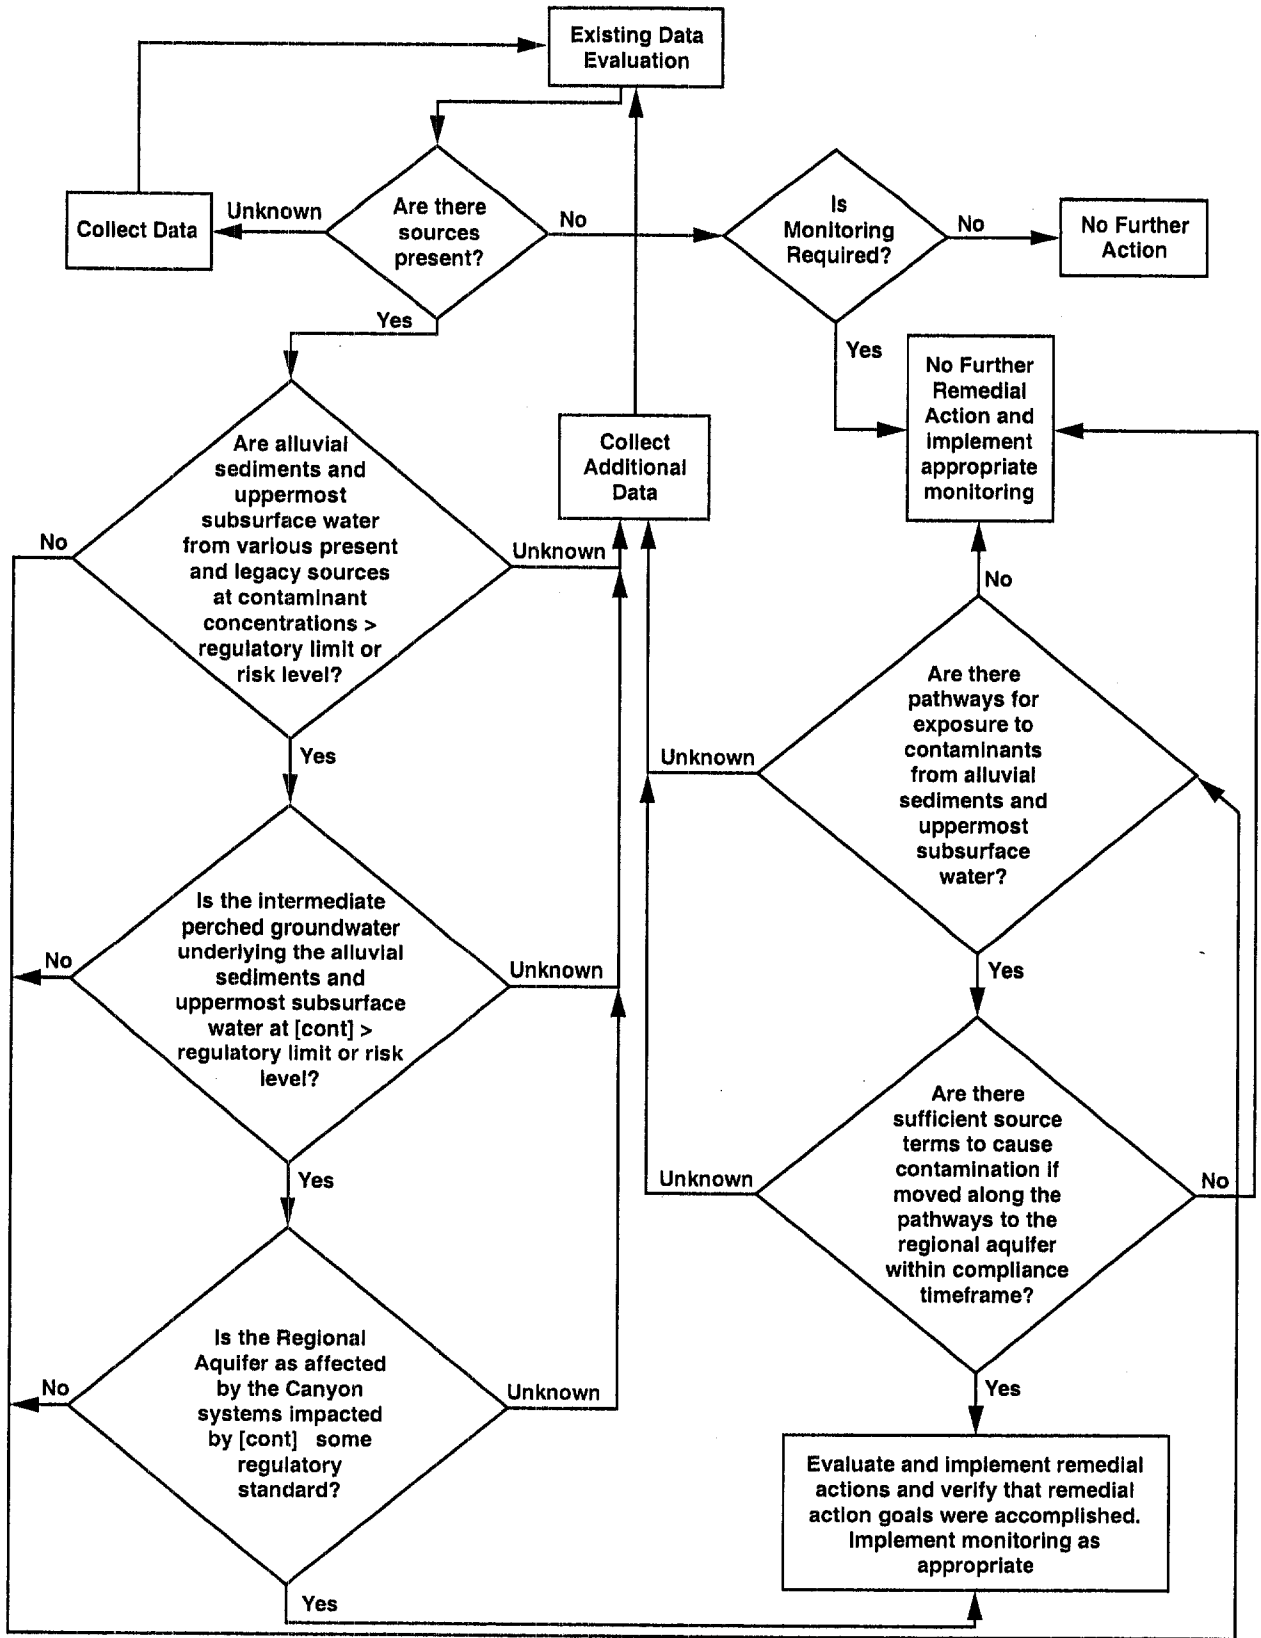 Existing Data
Evaluation
Collect Data
Unknown
Are there
sources
present?
No
Is
Monitoring
Required?
No
No Further
Action
Yes
Yes
No Further
Remedial
Action and
implement
appropriate
monitoring
Collect
Additional
Data
No
Are alluvial
sediments and
uppermost
subsurface water
from various present
and legacy sources
at contaminant
concentrations >
regulatory limit or
risk level?
Unknown
No
Yes
Unknown
Are there
pathways for
exposure to
contaminants
from alluvial
sediments and
uppermost
subsurface
water?
No
Is the intermediate
perched groundwater
underlying the alluvial
sediments and
uppermost subsurface
water at [cont] >
regulatory limit or risk
level?
Unknown
Yes
Yes
Unknown
Are there
sufficient source
terms to cause
contamination if
moved along the
pathways to the
regional aquifer
within compliance
timeframe?
No
No
Is the Regional
Aquifer as affected
by the Canyon
systems impacted
by [cont] some
regulatory
standard?
Unknown
Yes
Evaluate and implement remedial
actions and verify that remedial
action goals were accomplished.
Implement monitoring as
appropriate
Yes